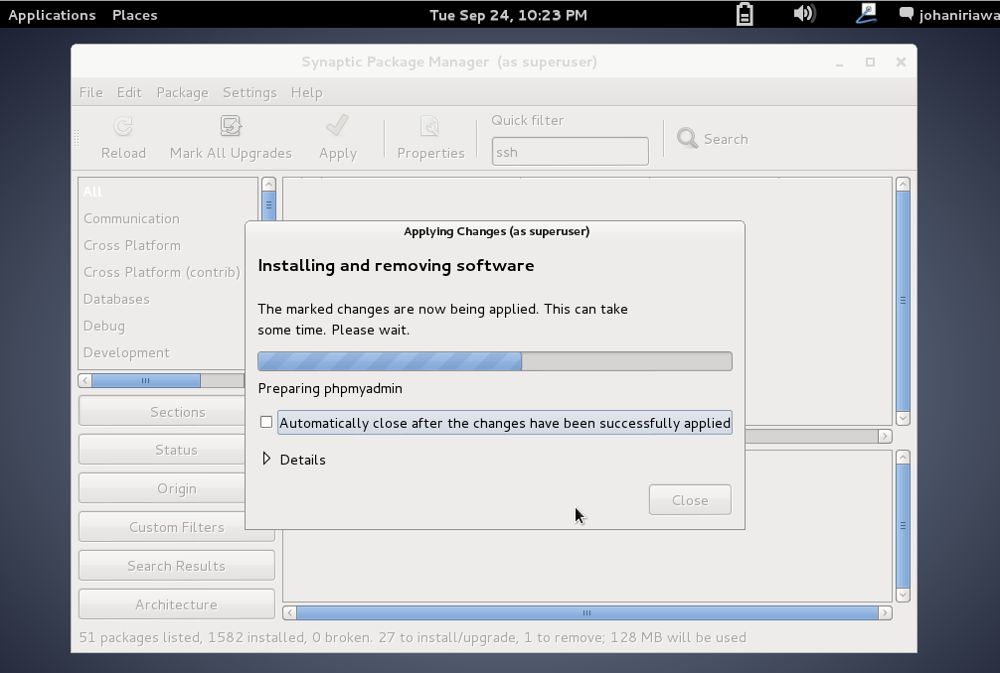 Applications Places Tue Sep 24, 10:23 PM johaniriawa
Synaptic Package Manager (as superuser)
File Edit Package Settings Help
Reload Mark All Upgrades Apply Properties Quick filter
ssh
Search
All
Communication
Cross Platform
Cross Platform (contrib)
Databases
Debug
Development
Sections
Status
Origin
Custom Filters
Search Results
Architecture
Applying Changes (as superuser)
Installing and removing software
The marked changes are now being applied. This can take
some time. Please wait.
Preparing phpmyadmin
Automatically close after the changes have been successfully applied
Details
Close
51 packages listed, 1582 installed, 0 broken. 27 to install/upgrade, 1 to remove; 128 MB will be used